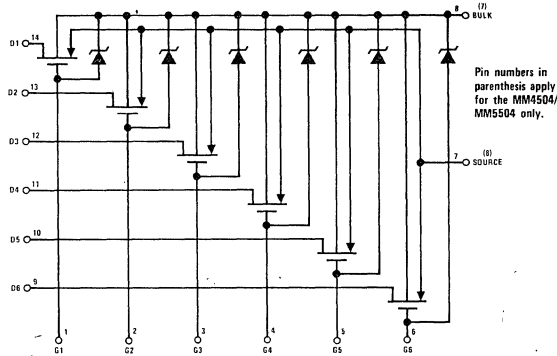 8 (7)
BULK
D1 14
D2 13
D3 12
D4 11
D5 10
D6 9
Pin numbers in
parenthesis apply
for the MM4504/
MM5504 only.
7 (8)
SOURCE
1 2 3 4 5 6
G1 G2 G3 G4 G5 G6